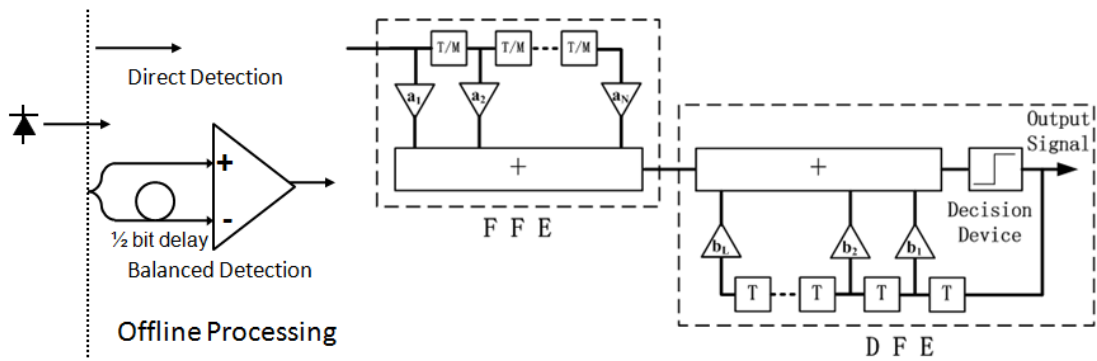 Direct Detection
+
-
½ bit delay
Balanced Detection
Offline Processing
T/M
T/M
T/M
a1
a2
aN
+
F F E
+
Output
Signal
Decision
Device
bL
b2
b1
T
T
T
T
D F E